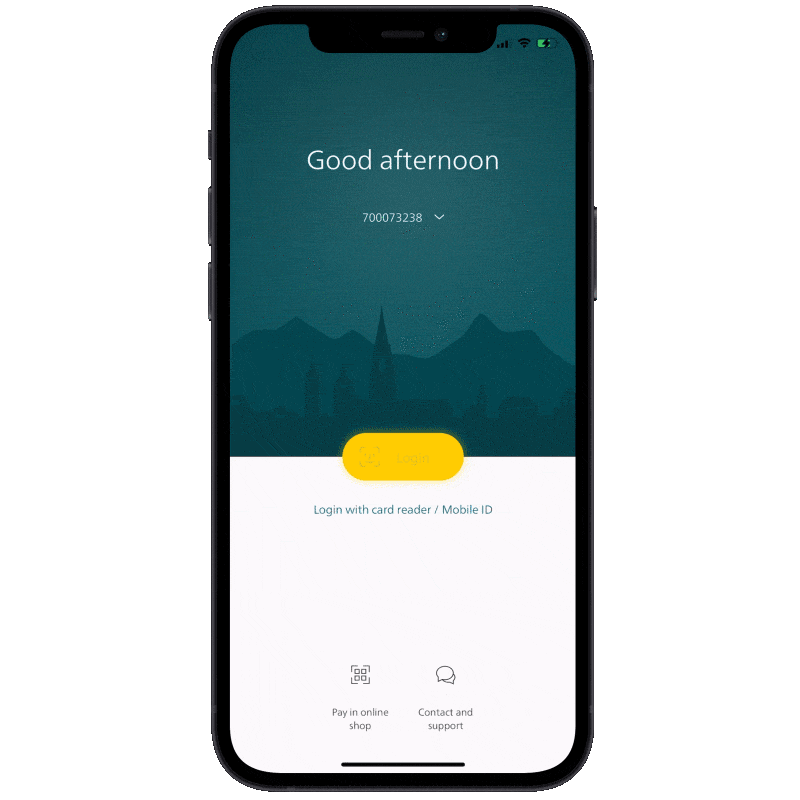 Good afternoon
700073238
Login
Login with card reader / Mobile ID
Pay in online
shop
Contact and
support